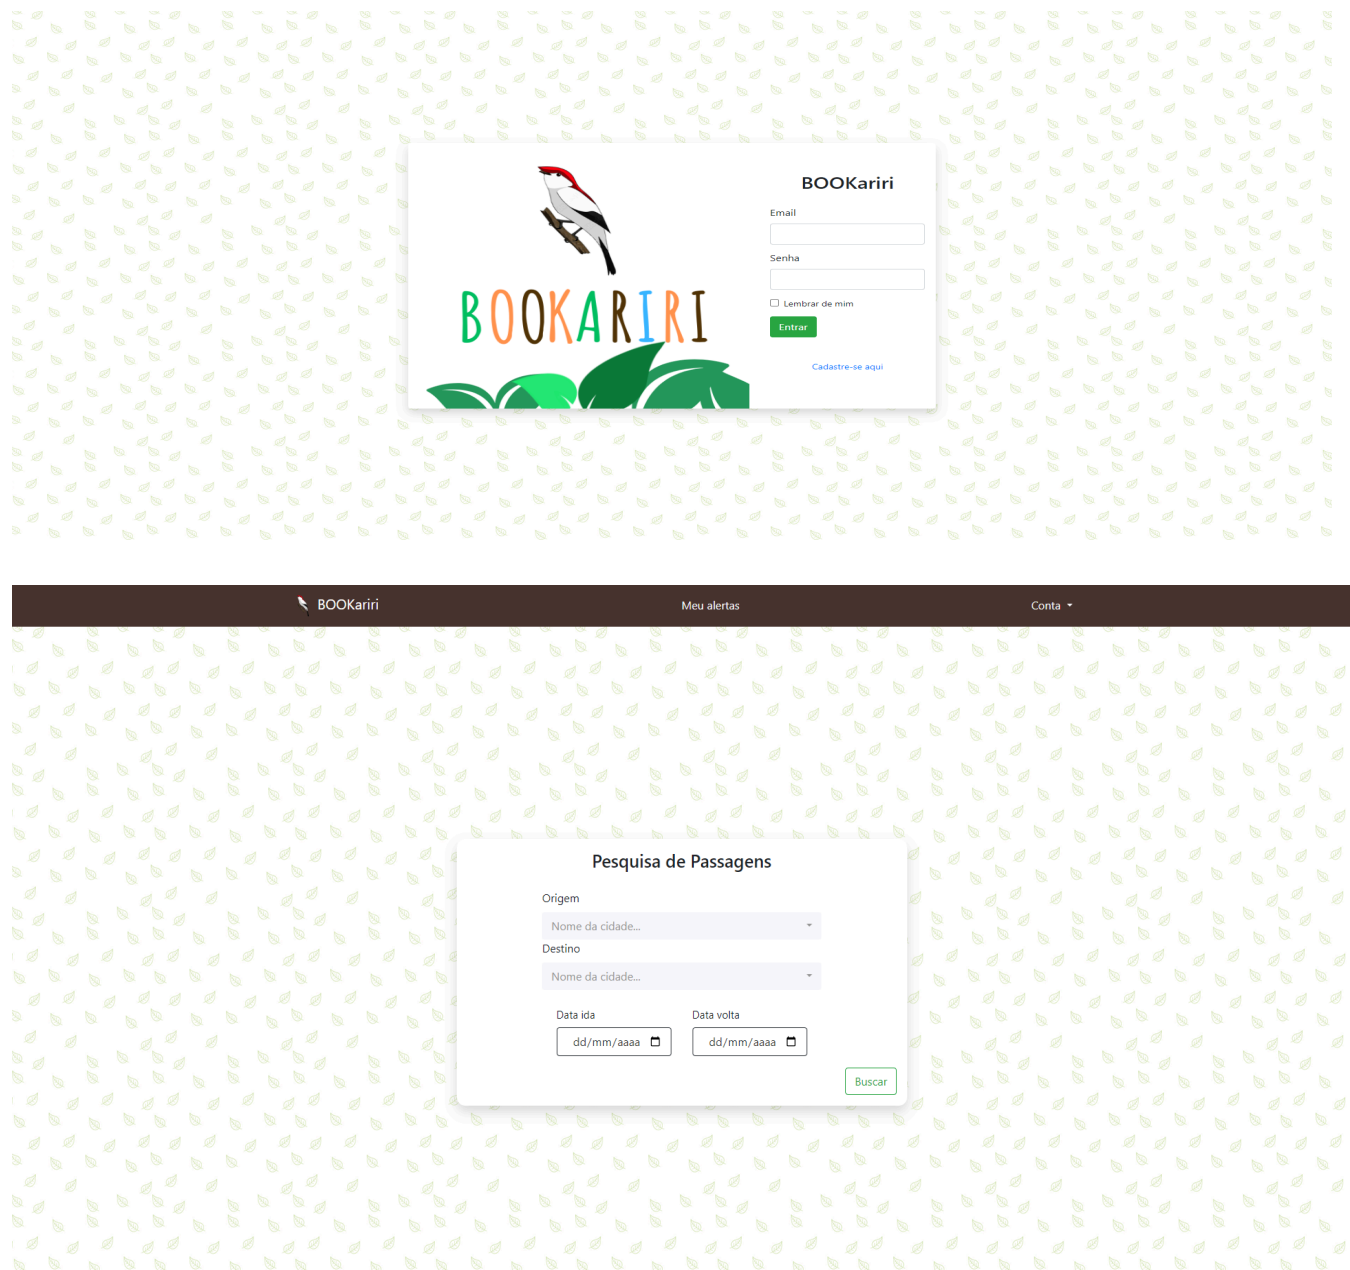 BOOKARIRI
BOOKariri
Email
Senha
Lembrar de mim
Entrar
Cadastre-se aqui
BOOKariri
Meu alertas
Conta
Pesquisa de Passagens
Origem
Nome da cidade...
Destino
Nome da cidade...
Data ida Data volta
dd/mm/aaaa dd/mm/aaaa
Buscar